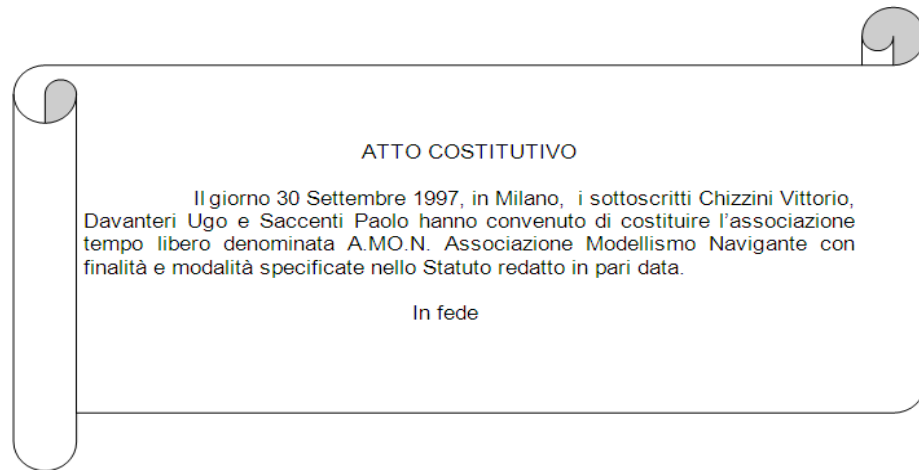 ATTO COSTITUTIVO
Il giorno 30 Settembre 1997, in Milano, i sottoscritti Chizzini Vittorio,
Davanteri Ugo e Saccenti Paolo hanno convenuto di costituire l'associazione
tempo libero denominata A.MO.N. Associazione Modellismo Navigante con
finalità e modalità specificate nello Statuto redatto in pari data.
In fede